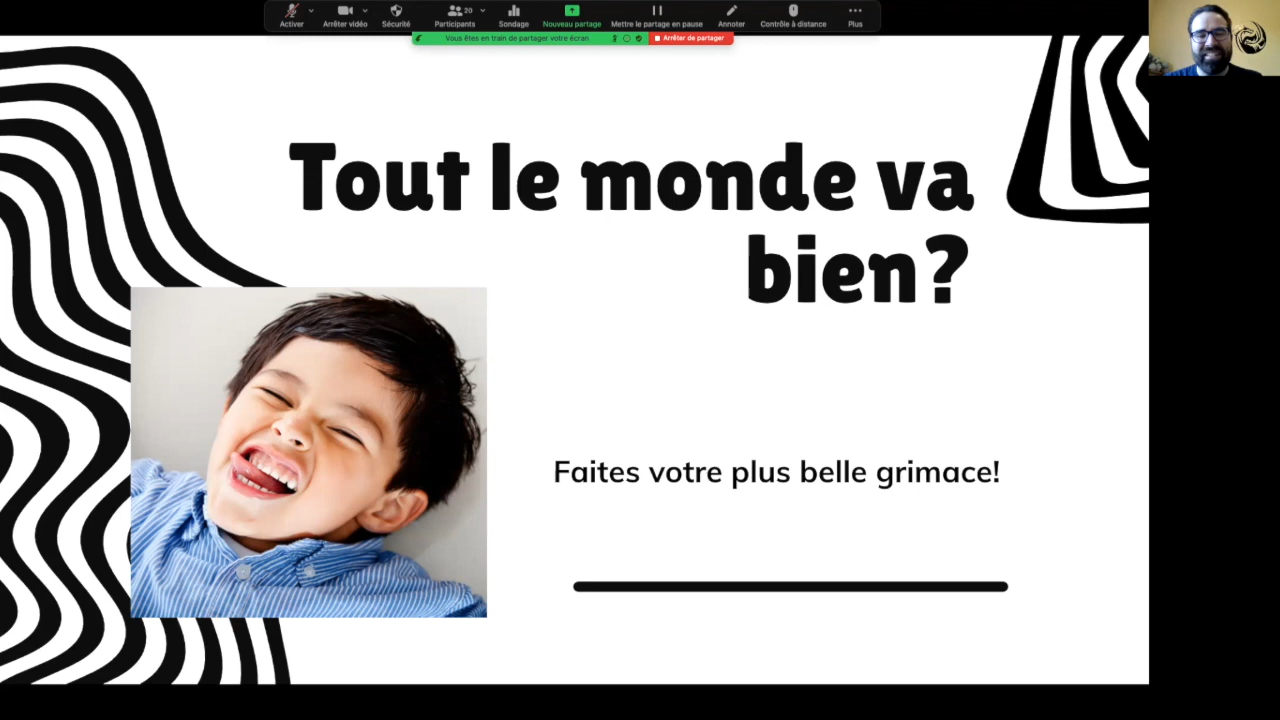 20
Activer
Arrêter vidéo
Sécurité
Participants
Sondage
Nouveau partage
Mettre le partage en pause
Annoter
Contrôle à distance
Plus
Vous êtes en train de partager votre écran
Arrêter de partager
Tout le monde va
bien?
Faites votre plus belle grimace!